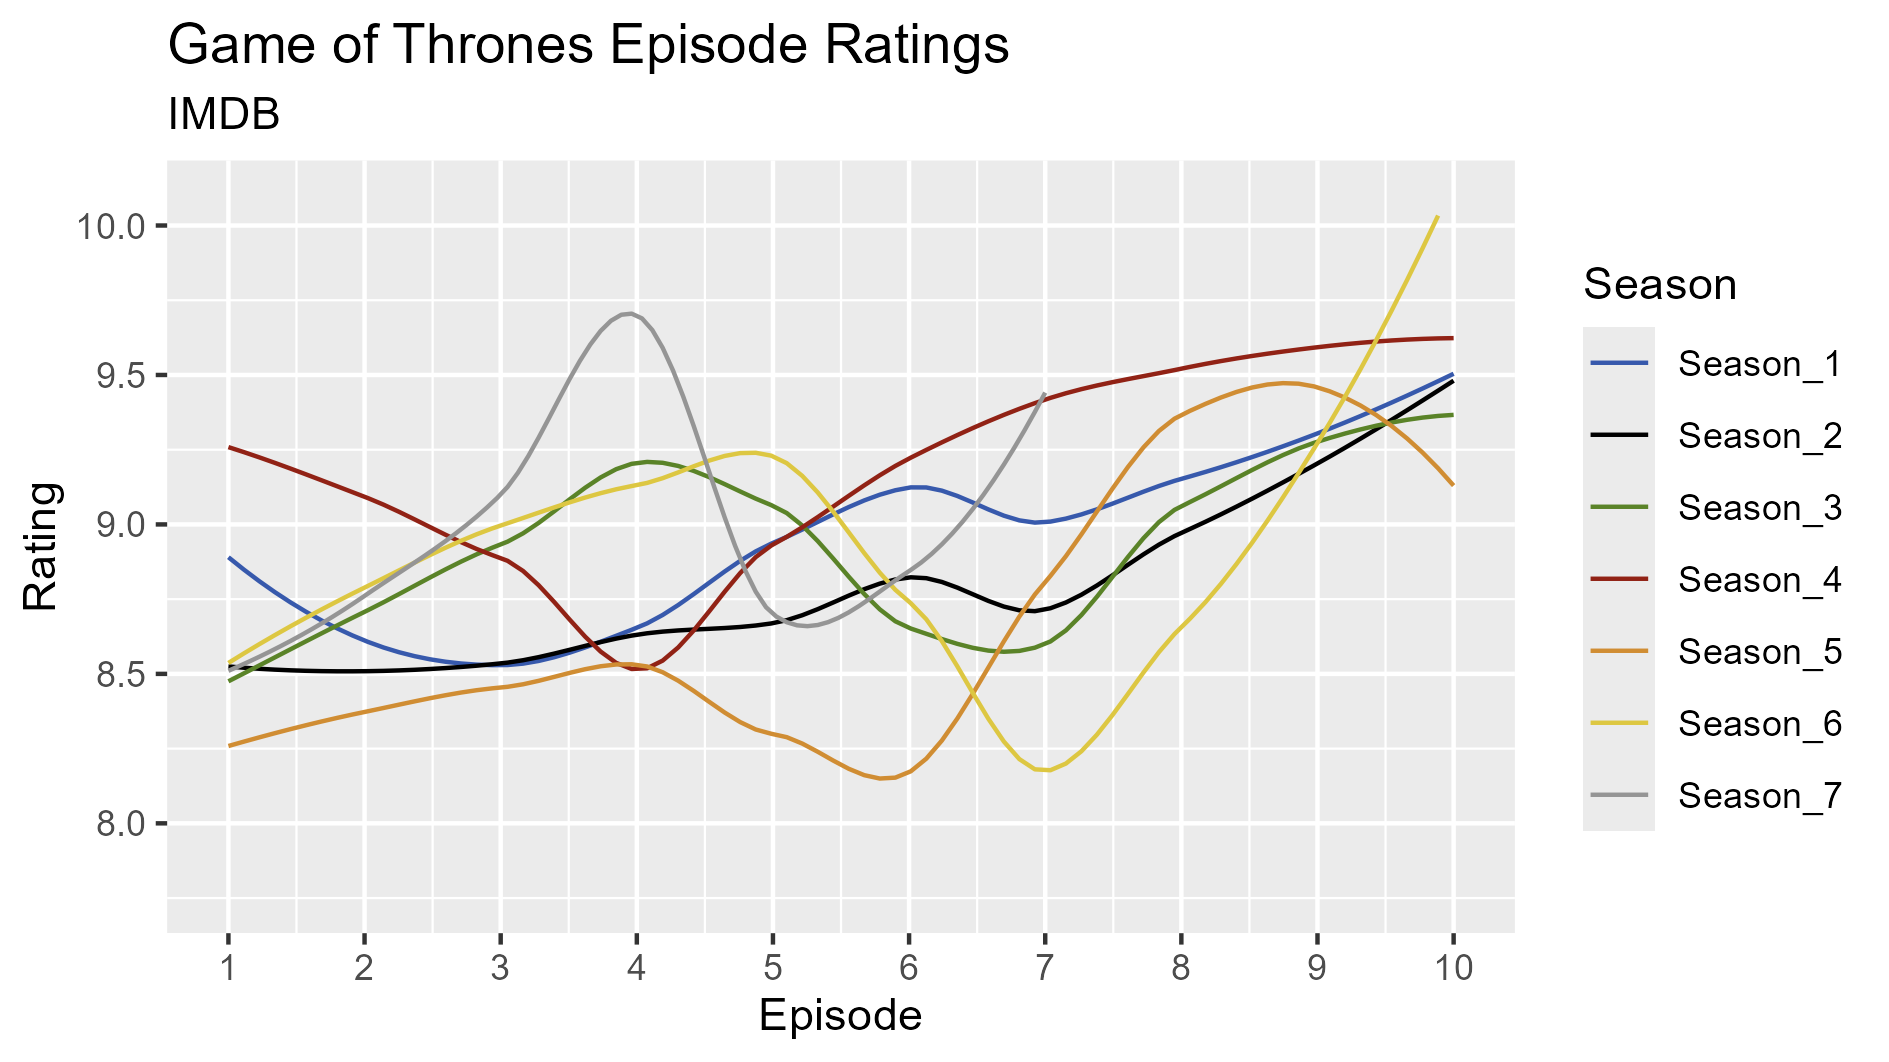 Game of Thrones Episode Ratings
IMDB
Rating
10.0
9.5
9.0
8.5
8.0
1 2 3 4 5 6 7 8 9 10
Episode
Season
Season_1
Season_2
Season_3
Season_4
Season_5
Season_6
Season_7